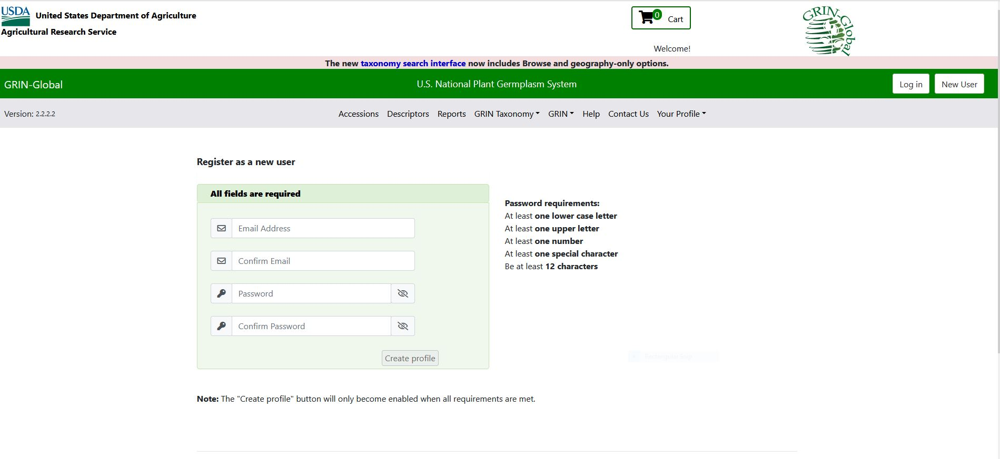 USDA
United States Department of Agriculture
Agricultural Research Service
0 Cart
Welcome!
GRIN-Global
The new taxonomy search interface now includes Browse and geography-only options.
GRIN-Global
U.S. National Plant Germplasm System
Log in
New User
Version: 2.2.2.2
Accessions Descriptors Reports GRIN Taxonomy GRIN Help Contact Us Your Profile
Register as a new user
All fields are required
Email Address
Confirm Email
Password
Confirm Password
Create profile
Password requirements:
At least one lower case letter
At least one upper letter
At least one number
At least one special character
Be at least 12 characters
Rectangular Snip
Note: The "Create profile" button will only become enabled when all requirements are met.